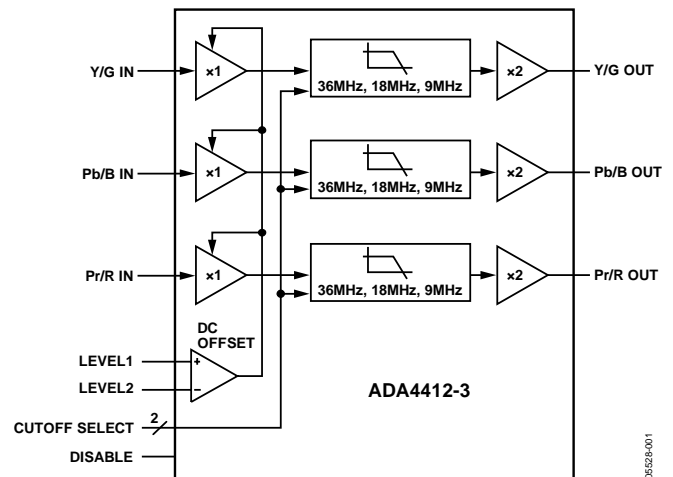 Y/G IN
×1
36MHz, 18MHz, 9MHz
×2
Y/G OUT
Pb/B IN
×1
36MHz, 18MHz, 9MHz
×2
Pb/B OUT
Pr/R IN
×1
36MHz, 18MHz, 9MHz
×2
Pr/R OUT
DC
OFFSET
LEVEL1
+
LEVEL2
−
ADA4412-3
CUTOFF SELECT
2
DISABLE
05528-001